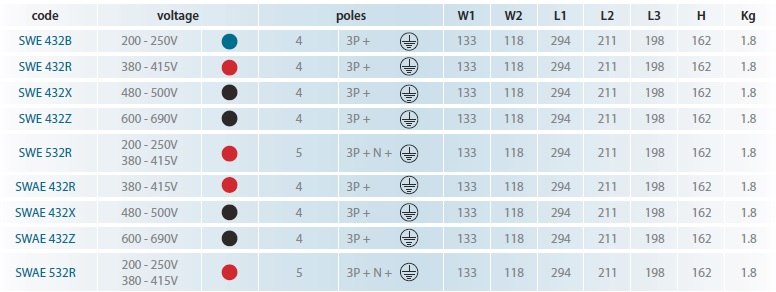 code voltage poles W1 W2 L1 L2 L3 H Kg
SWE 432B 200 - 250V 4 3P + 133 118 294 211 198 162 1.8
SWE 432R 380 - 415V 4 3P + 133 118 294 211 198 162 1.8
SWE 432X 480 - 500V 4 3P + 133 118 294 211 198 162 1.8
SWE 432Z 600 - 690V 4 3P + 133 118 294 211 198 162 1.8
SWE 532R 200 - 250V 5 3P + N + 133 118 294 211 198 162 1.8
380 - 415V
SWAE 432R 380 - 415V 4 3P + 133 118 294 211 198 162 1.8
SWAE 432X 480 - 500V 4 3P + 133 118 294 211 198 162 1.8
SWAE 432Z 600 - 690V 4 3P + 133 118 294 211 198 162 1.8
SWAE 532R 200 - 250V 5 3P + N + 133 118 294 211 198 162 1.8
380 - 415V